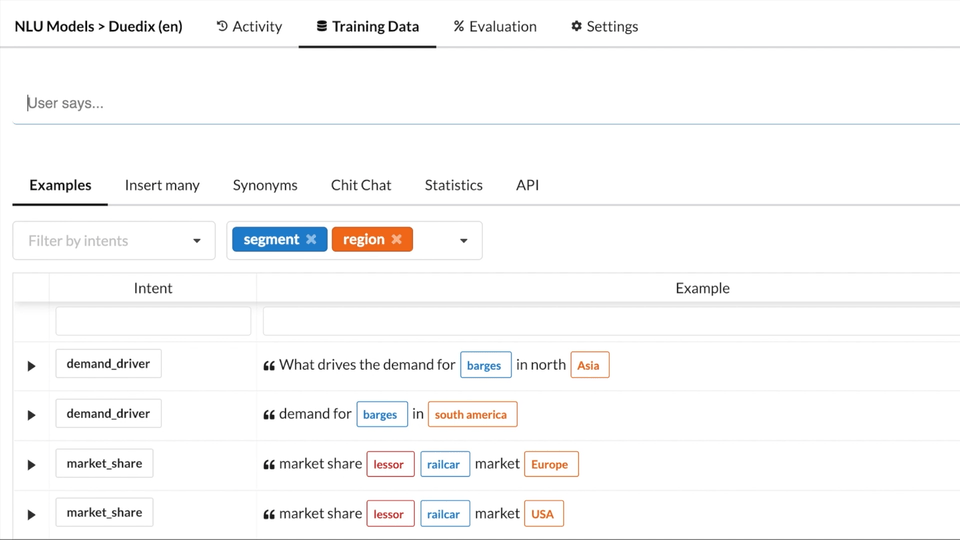 NLU Models > Duedix (en) Activity Training Data Evaluation Settings
User says...
Examples Insert many Synonyms Chit Chat Statistics API
Filter by intents segment region
Intent Example
demand_driver What drives the demand for barges in north Asia
demand_driver demand for barges in south america
market_share market share lessor railcar market Europe
market_share market share lessor railcar market USA